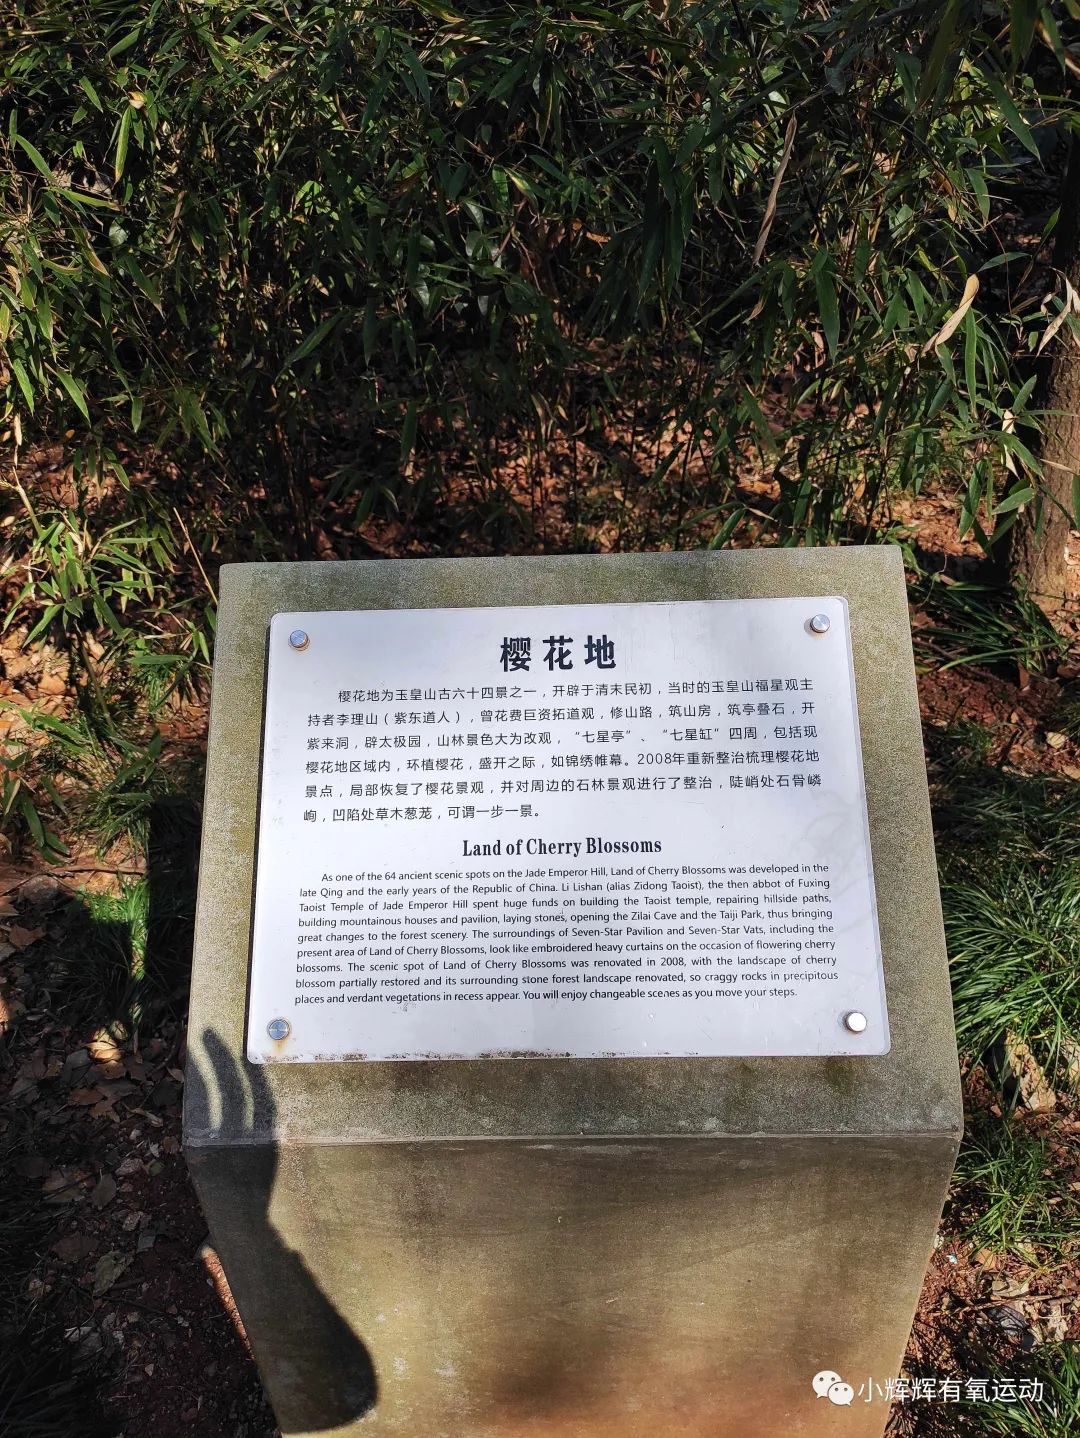 樱花地
樱花地为玉皇山古六十四景之一，开辟于清末民初，当时的玉皇山福星观主
持者李理山（紫东道人），曾花费巨资拓道观，修山路，筑山房，筑亭叠石，开
紫来洞，辟太极园，山林景色大为改观，“七星亭”、“七星缸”四周，包括现
樱花地区域内，环植樱花，盛开之际，如锦绣帷幕。2008年重新整治梳理樱花地
景点，局部恢复了樱花景观，并对周边的石林景观进行了整治，陡峭处石骨嶙
峋，凹陷处草木葱茏，可谓一步一景。
Land of Cherry Blossoms
As one of the 64 ancient scenic spots on the Jade Emperor Hill, Land of Cherry Blossoms was developed in the
late Qing and the early years of the Republic of China. Li Lishan (alias Zidong Taoist), the then abbot of Fuxing
Taoist Temple of Jade Emperor Hill spent huge funds on building the Taoist temple, repairing hillside paths,
building mountainous houses and pavilion, laying stones, opening the Zilai Cave and the Taiji Park, thus bringing
great changes to the forest scenery. The surroundings of Seven-Star Pavilion and Seven-Star Vats, including the
present area of Land of Cherry Blossoms, look like embroidered heavy curtains on the occasion of flowering cherry
blossoms. The scenic spot of Land of Cherry Blossoms was renovated in 2008, with the landscape of cherry
blossom partially restored and its surrounding stone forest landscape renovated, so craggy rocks in precipitous
places and verdant vegetations in recess appear. You will enjoy changeable scenes as you move your steps.
小辉辉有氧运动